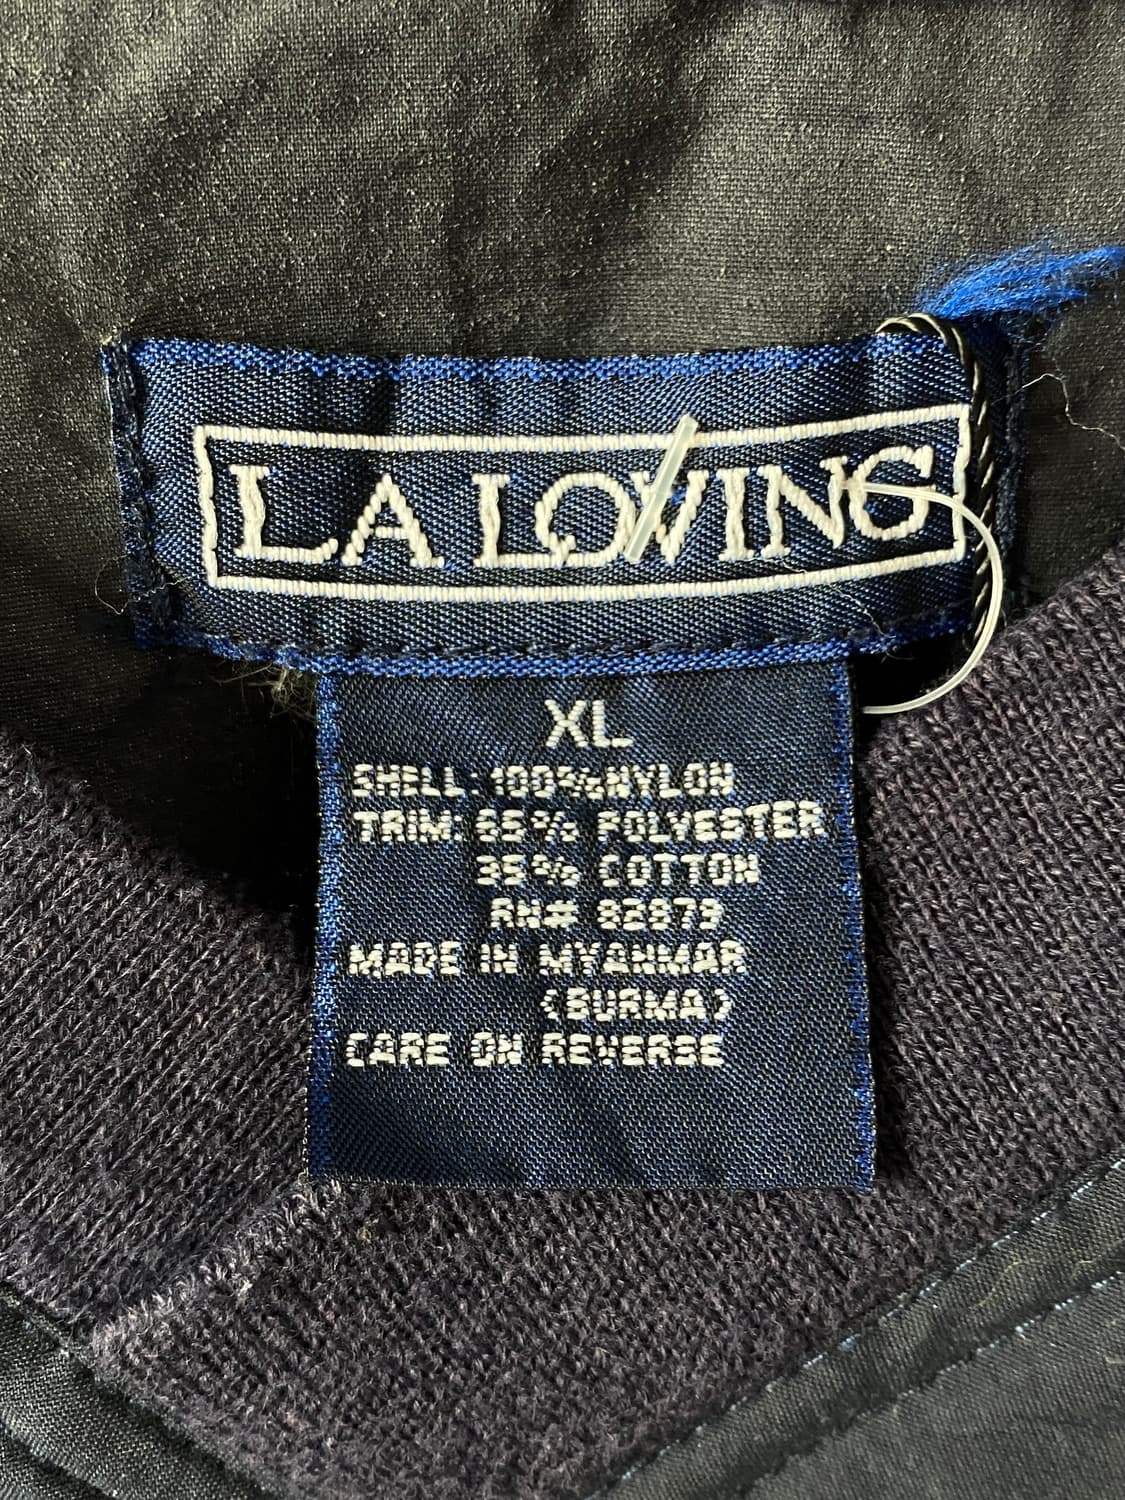 LA LOVING
XL
SHELL: 100% NYLON
TRIM: 65% POLYESTER
35% COTTON
RN# 82873
MADE IN MYANMAR
(BURMA)
CARE ON REVERSE